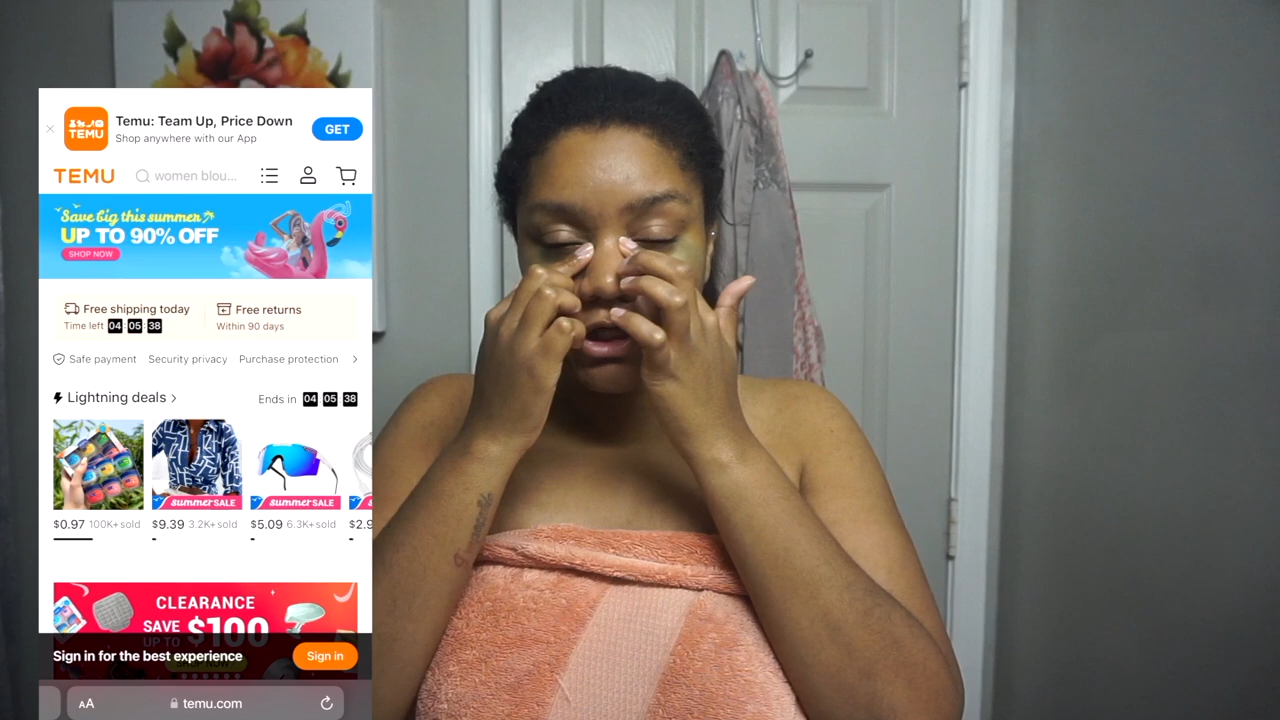 Temu: Team Up, Price Down
Shop anywhere with our App
GET
TEMU
TEMU
women blou...
Save big this summer
UP TO 90% OFF
SHOP NOW
Free shipping today
Time left 04 05 38
Free returns
Within 90 days
Safe payment Security privacy Purchase protection
Lightning deals
Ends in 04 05 38
summer SALE
summer SALE
$0.97 100K+ sold
$9.39 3.2K+ sold
$5.09 6.3K+ sold
$2.9
CLEARANCE
SAVE
UP TO
$100
Sign in for the best experience
Sign in
AA
temu.com